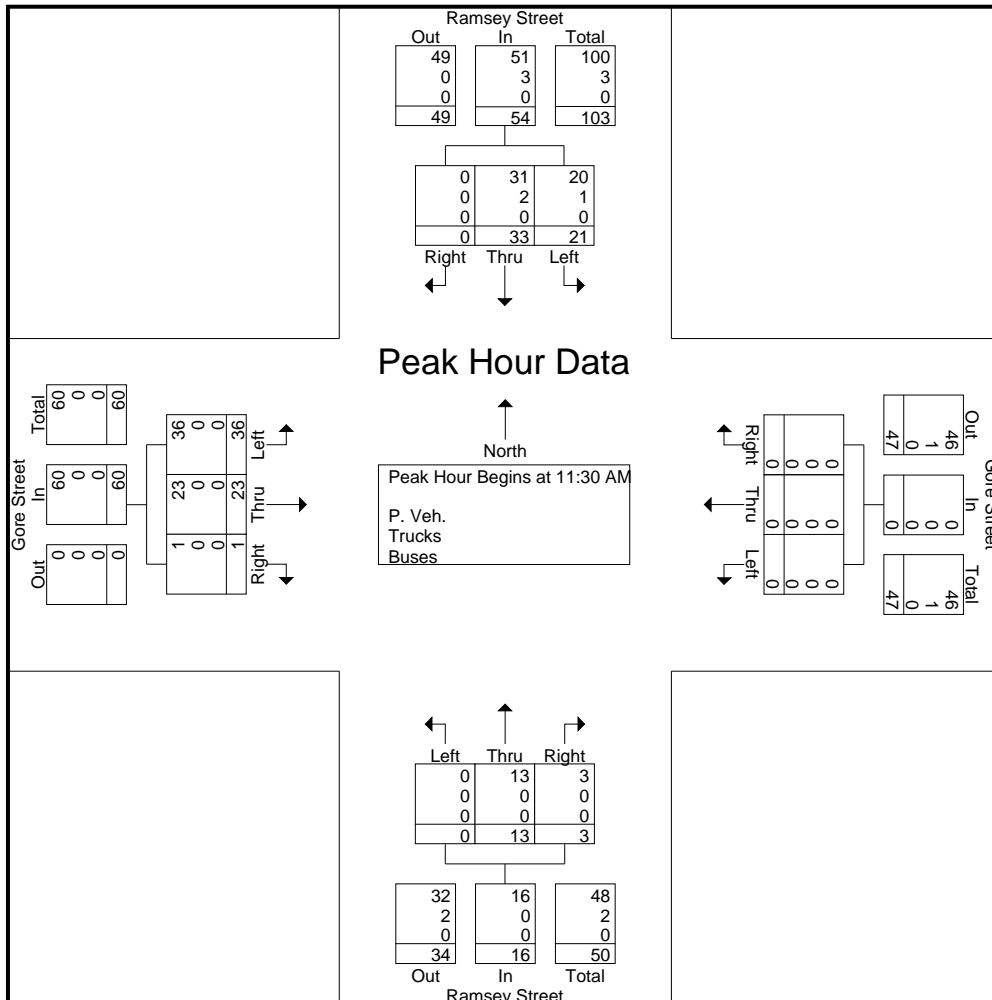 Ramsey Street
Out In Total
49 51 100
0 3 3
0 0 0
49 54 103
0 31 20
0 2 1
0 0 0
0 33 21
Right Thru Left
Peak Hour Data
North
Peak Hour Begins at 11:30 AM
P. Veh.
Trucks
Buses
Gore Street
Total
60 0 0 60
In
60 0 0 60
Out
0 0 0 0
Left
36 0 0 36
Thru
23 0 0 23
Right
1 0 0 1
Right
0 0 0 0
Thru
0 0 0 0
Left
0 0 0 0
Gore Street
Out
46 1 0 47
In
0 0 0 0
Total
46 1 0 47
Left Thru Right
0 13 3
0 0 0
0 0 0
0 13 3
32 16 48
2 0 2
0 0 0
34 16 50
Out In Total
Ramsey Street